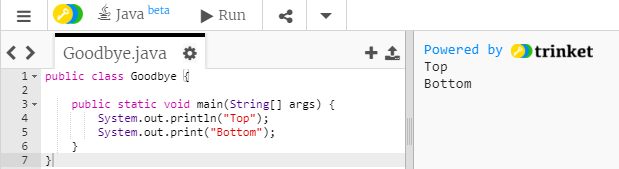 Java beta
Run
Goodbye.java
1 public class Goodbye {
2
3 public static void main(String[] args) {
4 System.out.println("Top");
5 System.out.print("Bottom");
6 }
7 }
Powered by trinket
Top
Bottom